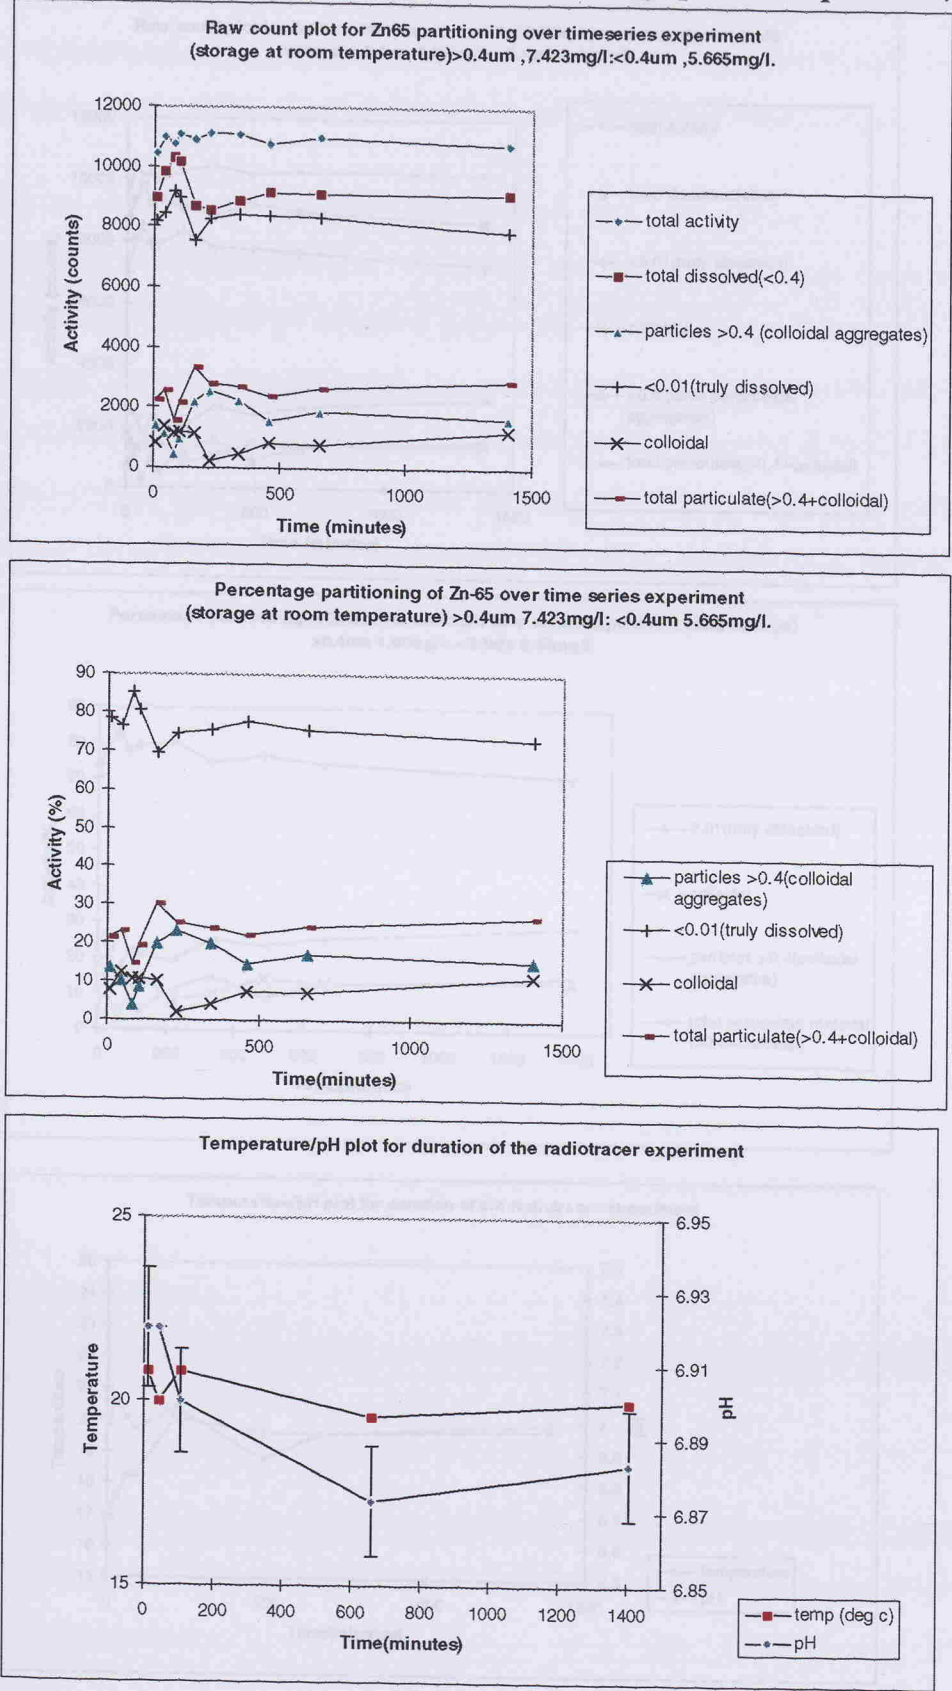 Raw count plot for Zn65 partitioning over timeseries experiment
(storage at room temperature)>0.4um ,7.423mg/l:<0.4um ,5.665mg/l.
12000
10000
8000
6000
4000
2000
0
Activity (counts)
0 500 1000 1500
Time (minutes)
total activity
total dissolved(<0.4)
particles >0.4 (colloidal aggregates)
<0.01(truly dissolved)
colloidal
total particulate(>0.4+colloidal)
Percentage partitioning of Zn-65 over time series experiment
(storage at room temperature) >0.4um 7.423mg/l: <0.4um 5.665mg/l.
90
80
70
60
50
40
30
20
10
0
Activity (%)
0 500 1000 1500
Time(minutes)
particles >0.4(colloidal
aggregates)
<0.01(truly dissolved)
colloidal
total particulate(>0.4+colloidal)
Temperature/pH plot for duration of the radiotracer experiment
25
20
15
Temperature
6.95
6.93
6.91
6.89
6.87
6.85
pH
0 200 400 600 800 1000 1200 1400
Time(minutes)
temp (deg c)
pH